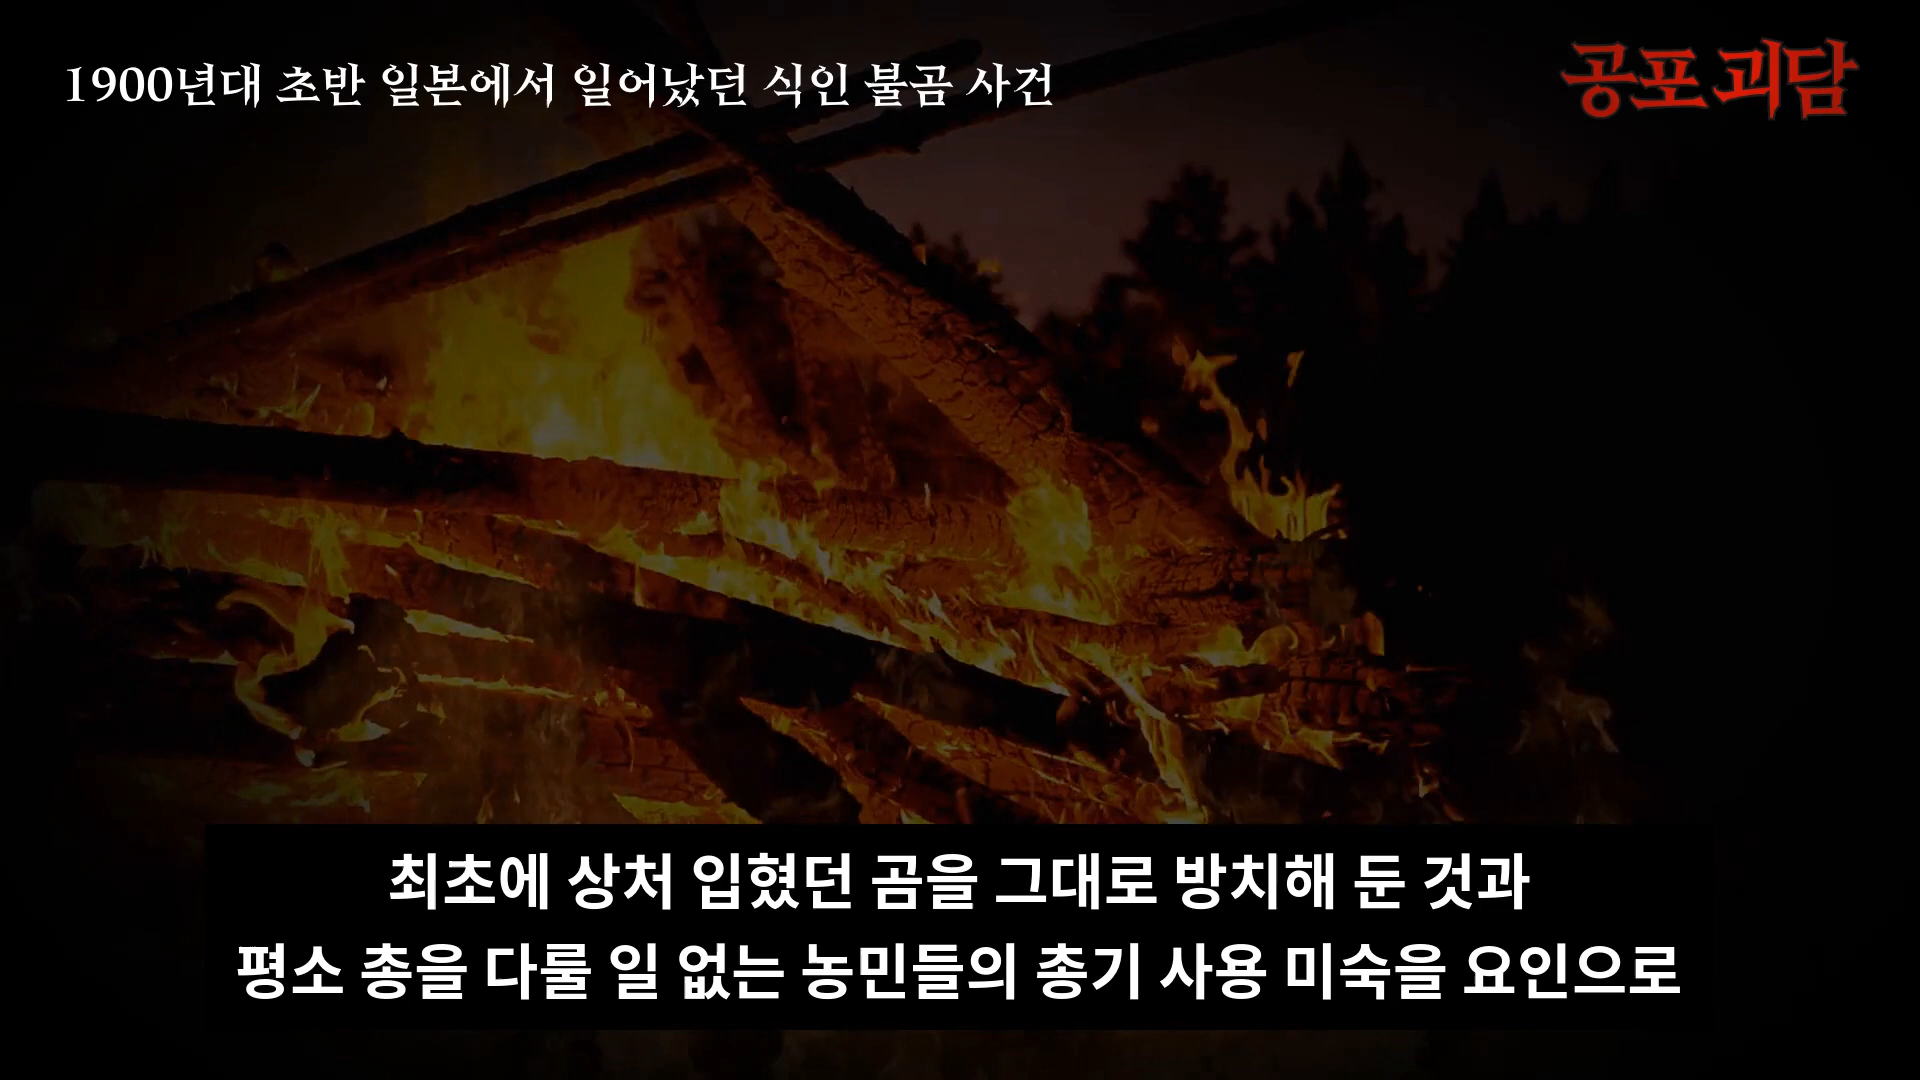 1900년대 초반 일본에서 일어났던 식인 불곰 사건
공포 괴담
최초에 상처 입혔던 곰을 그대로 방치해 둔 것과
평소 총을 다룰 일 없는 농민들의 총기 사용 미숙을 요인으로